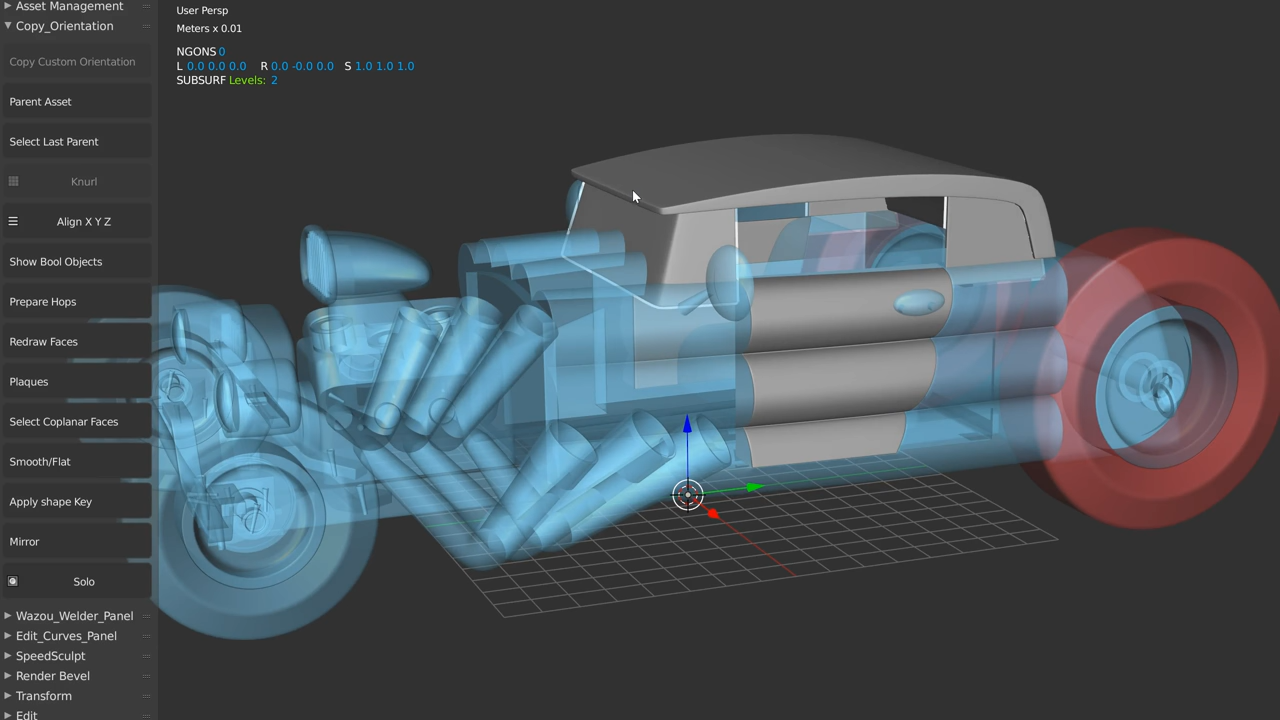 Asset Management
Copy_Orientation
Copy Custom Orientation
Parent Asset
Select Last Parent
Knurl
Align X Y Z
Show Bool Objects
Prepare Hops
Redraw Faces
Plaques
Select Coplanar Faces
Smooth/Flat
Apply shape Key
Mirror
Solo
Wazou_Welder_Panel
Edit_Curves_Panel
SpeedSculpt
Render Bevel
Transform
Edit
User Persp
Meters x 0.01
NGONS 0
L 0.0 0.0 0.0 R 0.0 -0.0 0.0 S 1.0 1.0 1.0
SUBSURF Levels: 2